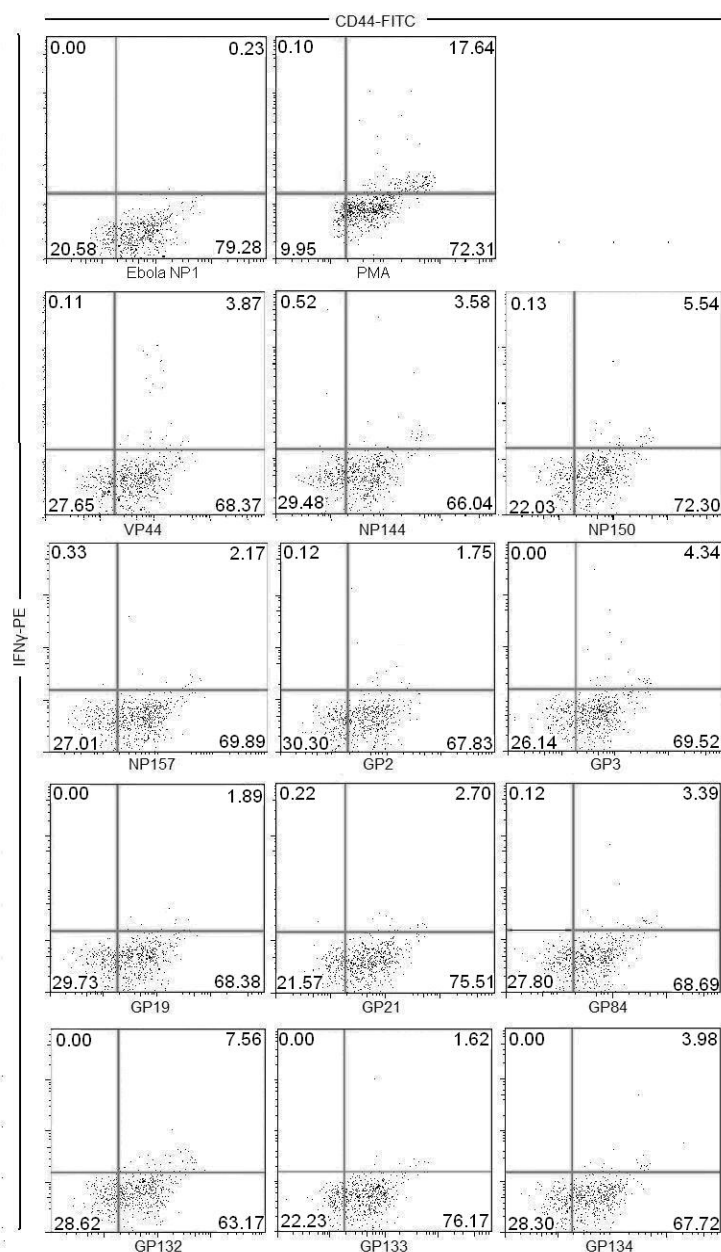 CD44-FITC
IFNγ-PE
0.00 0.23
20.58 79.28
Ebola NP1
0.10 17.64
9.95 72.31
PMA
0.11 3.87
27.65 68.37
VP44
0.52 3.58
29.48 66.04
NP144
0.13 5.54
22.03 72.30
NP150
0.33 2.17
27.01 69.89
NP157
0.12 1.75
30.30 67.83
GP2
0.00 4.34
26.14 69.52
GP3
0.00 1.89
29.73 68.38
GP19
0.22 2.70
21.57 75.51
GP21
0.12 3.39
27.80 68.69
GP84
0.00 7.56
28.62 63.17
GP132
0.00 1.62
22.23 76.17
GP133
0.00 3.98
28.30 67.72
GP134